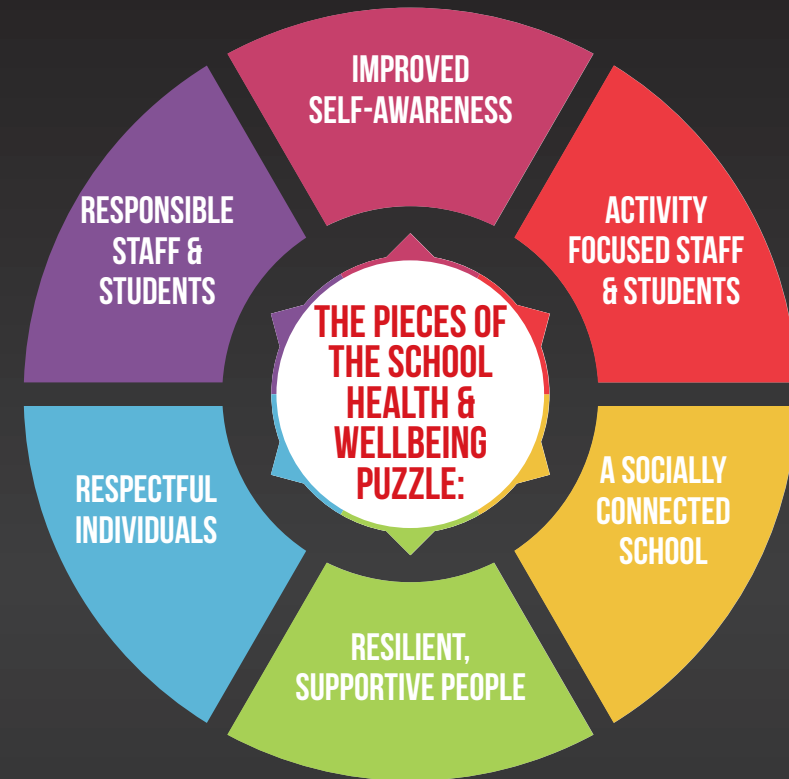 IMPROVED
SELF-AWARENESS
ACTIVITY
FOCUSED STAFF
& STUDENTS
A SOCIALLY
CONNECTED
SCHOOL
RESILIENT,
SUPPORTIVE PEOPLE
RESPECTFUL
INDIVIDUALS
RESPONSIBLE
STAFF &
STUDENTS
THE PIECES OF
THE SCHOOL
HEALTH &
WELLBEING
PUZZLE: